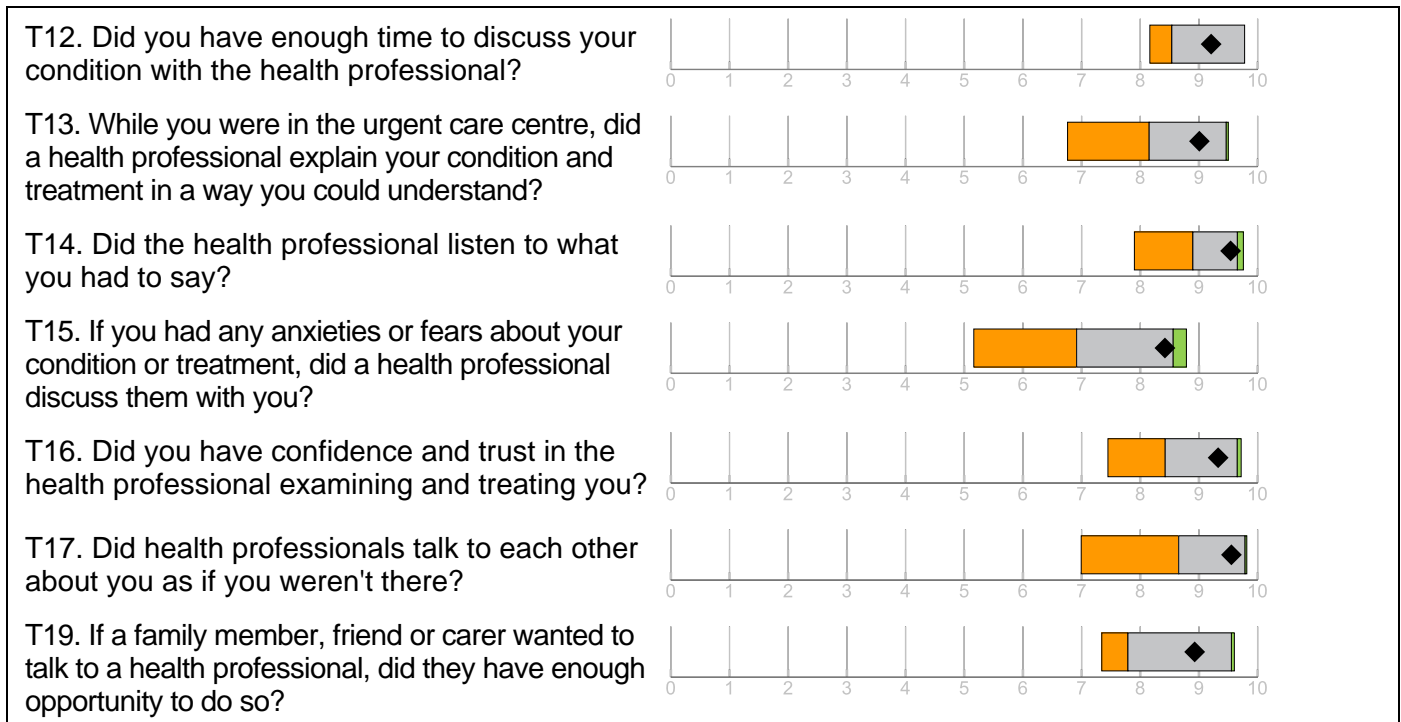 T12. Did you have enough time to discuss your
condition with the health professional?
0 1 2 3 4 5 6 7 8 9 10
T13. While you were in the urgent care centre, did
a health professional explain your condition and
treatment in a way you could understand?
0 1 2 3 4 5 6 7 8 9 10
T14. Did the health professional listen to what
you had to say?
0 1 2 3 4 5 6 7 8 9 10
T15. If you had any anxieties or fears about your
condition or treatment, did a health professional
discuss them with you?
0 1 2 3 4 5 6 7 8 9 10
T16. Did you have confidence and trust in the
health professional examining and treating you?
0 1 2 3 4 5 6 7 8 9 10
T17. Did health professionals talk to each other
about you as if you weren't there?
0 1 2 3 4 5 6 7 8 9 10
T19. If a family member, friend or carer wanted to
talk to a health professional, did they have enough
opportunity to do so?
0 1 2 3 4 5 6 7 8 9 10